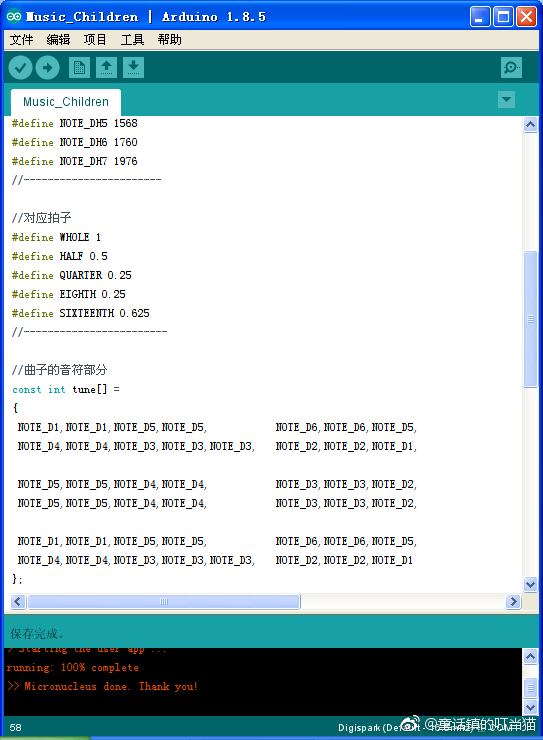 Music_Children | Arduino 1.8.5
文件 编辑 项目 工具 帮助
Music_Children
#define NOTE_DH5 1568
#define NOTE_DH6 1760
#define NOTE_DH7 1976
//-----------------------
//对应拍子
#define WHOLE 1
#define HALF 0.5
#define QUARTER 0.25
#define EIGHTH 0.25
#define SIXTEENTH 0.625
//------------------------
//曲子的音符部分
const int tune[] =
{
NOTE_D1,NOTE_D1,NOTE_D5,NOTE_D5, NOTE_D6,NOTE_D6,NOTE_D5,
NOTE_D4,NOTE_D4,NOTE_D3,NOTE_D3,NOTE_D3, NOTE_D2,NOTE_D2,NOTE_D1,
NOTE_D5,NOTE_D5,NOTE_D4,NOTE_D4, NOTE_D3,NOTE_D3,NOTE_D2,
NOTE_D5,NOTE_D5,NOTE_D4,NOTE_D4, NOTE_D3,NOTE_D3,NOTE_D2,
NOTE_D1,NOTE_D1,NOTE_D5,NOTE_D5, NOTE_D6,NOTE_D6,NOTE_D5,
NOTE_D4,NOTE_D4,NOTE_D3,NOTE_D3,NOTE_D3, NOTE_D2,NOTE_D2,NOTE_D1
};
保存完成。
> Starting the user app ...
running: 100% complete
>> Micronucleus done. Thank you!
58
Digispark (Default -
@童话镇的叮当猫